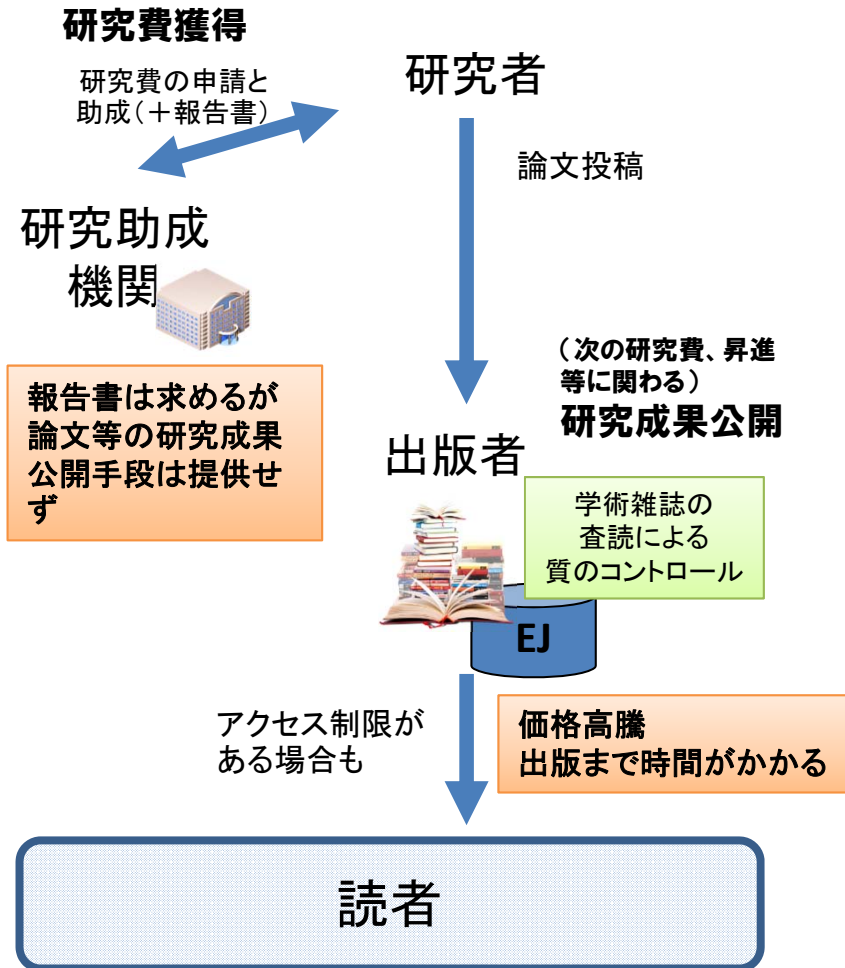 研究費獲得
研究費の申請と
助成(＋報告書)
研究者
論文投稿
研究助成
機関
報告書は求めるが
論文等の研究成果
公開手段は提供せ
ず
（次の研究費、昇進
等に関わる）
研究成果公開
出版者
学術雑誌の
査読による
質のコントロール
EJ
アクセス制限が
ある場合も
価格高騰
出版まで時間がかかる
読者